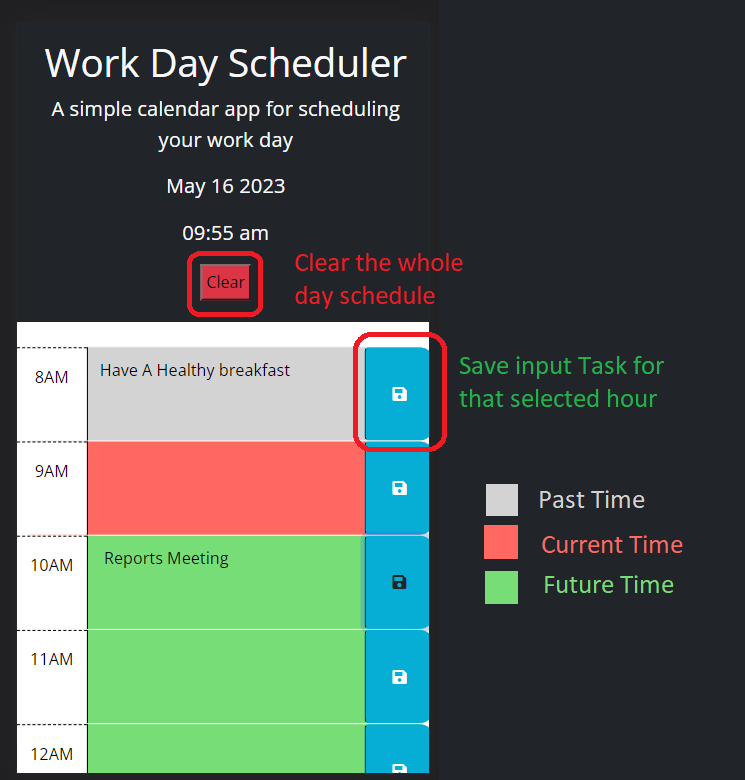 Work Day Scheduler
A simple calendar app for scheduling
your work day
May 16 2023
09:55 am
Clear
Clear the whole
day schedule
8AM
Have A Healthy breakfast
Save input Task for
that selected hour
9AM
Past Time
Current Time
10AM
Reports Meeting
Future Time
11AM
12AM